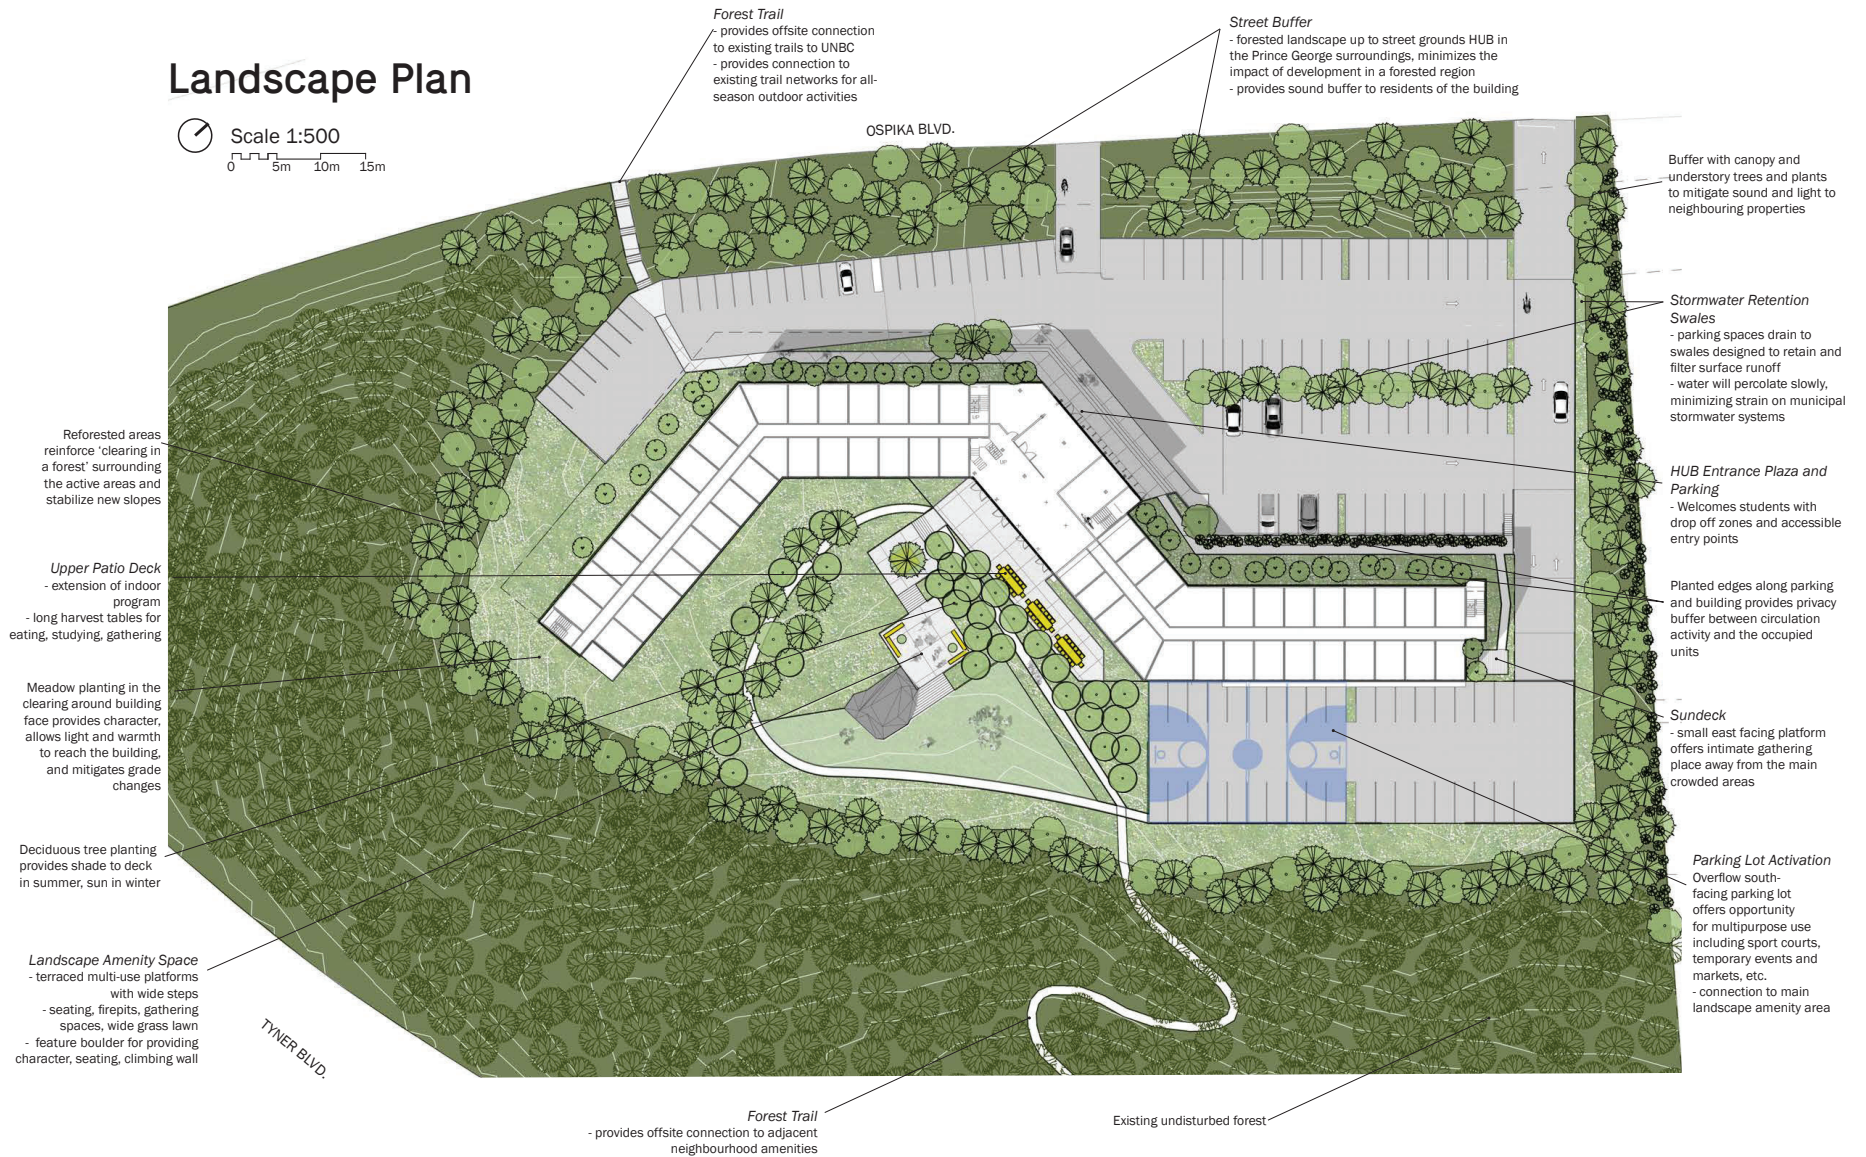 Landscape Plan
Scale 1:500
0 5m 10m 15m
Forest Trail
- provides offsite connection
to existing trails to UNBC
- provides connection to
existing trail networks for all-
season outdoor activities
Street Buffer
- forested landscape up to street grounds HUB in
the Prince George surroundings, minimizes the
impact of development in a forested region
- provides sound buffer to residents of the building
OSPIKA BLVD.
Buffer with canopy and
understory trees and plants
to mitigate sound and light to
neighbouring properties
Stormwater Retention
Swales
- parking spaces drain to
swales designed to retain and
filter surface runoff
- water will percolate slowly,
minimizing strain on municipal
stormwater systems
HUB Entrance Plaza and
Parking
- Welcomes students with
drop off zones and accessible
entry points
Planted edges along parking
and building provides privacy
buffer between circulation
activity and the occupied
units
Sundeck
- small east facing platform
offers intimate gathering
place away from the main
crowded areas
Parking Lot Activation
Overflow south-
facing parking lot
offers opportunity
for multipurpose use
including sport courts,
temporary events and
markets, etc.
- connection to main
landscape amenity area
Reforested areas
reinforce ‘clearing in
a forest’ surrounding
the active areas and
stabilize new slopes
Upper Patio Deck
- extension of indoor
program
- long harvest tables for
eating, studying, gathering
Meadow planting in the
clearing around building
face provides character,
allows light and warmth
to reach the building,
and mitigates grade
changes
Deciduous tree planting
provides shade to deck
in summer, sun in winter
Landscape Amenity Space
- terraced multi-use platforms
with wide steps
- seating, firepits, gathering
spaces, wide grass lawn
- feature boulder for providing
character, seating, climbing wall
TYNER BLVD.
Forest Trail
- provides offsite connection to adjacent
neighbourhood amenities
Existing undisturbed forest
UP
UP